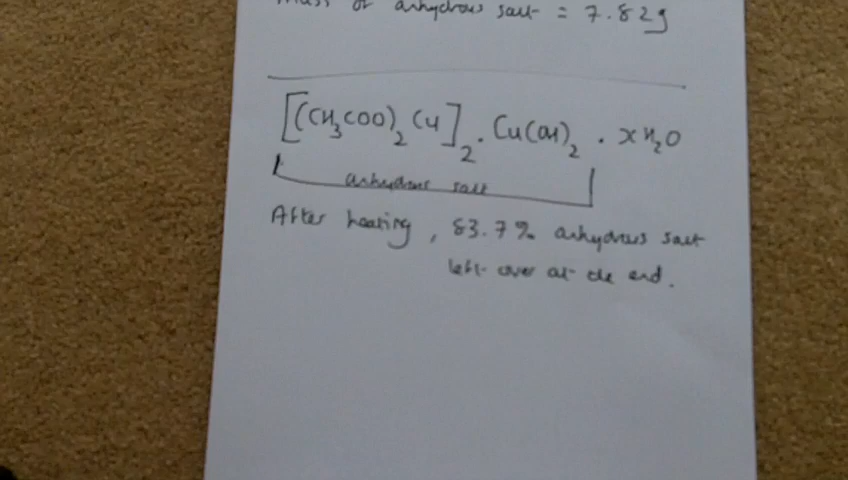 mass of anhydrous salt = 7.82g
[(CH₃COO)₂Cu]₂ . Cu(OH)₂ . xH₂O
anhydrous salt
After heating, 83.7% anhydrous salt
left over at the end.